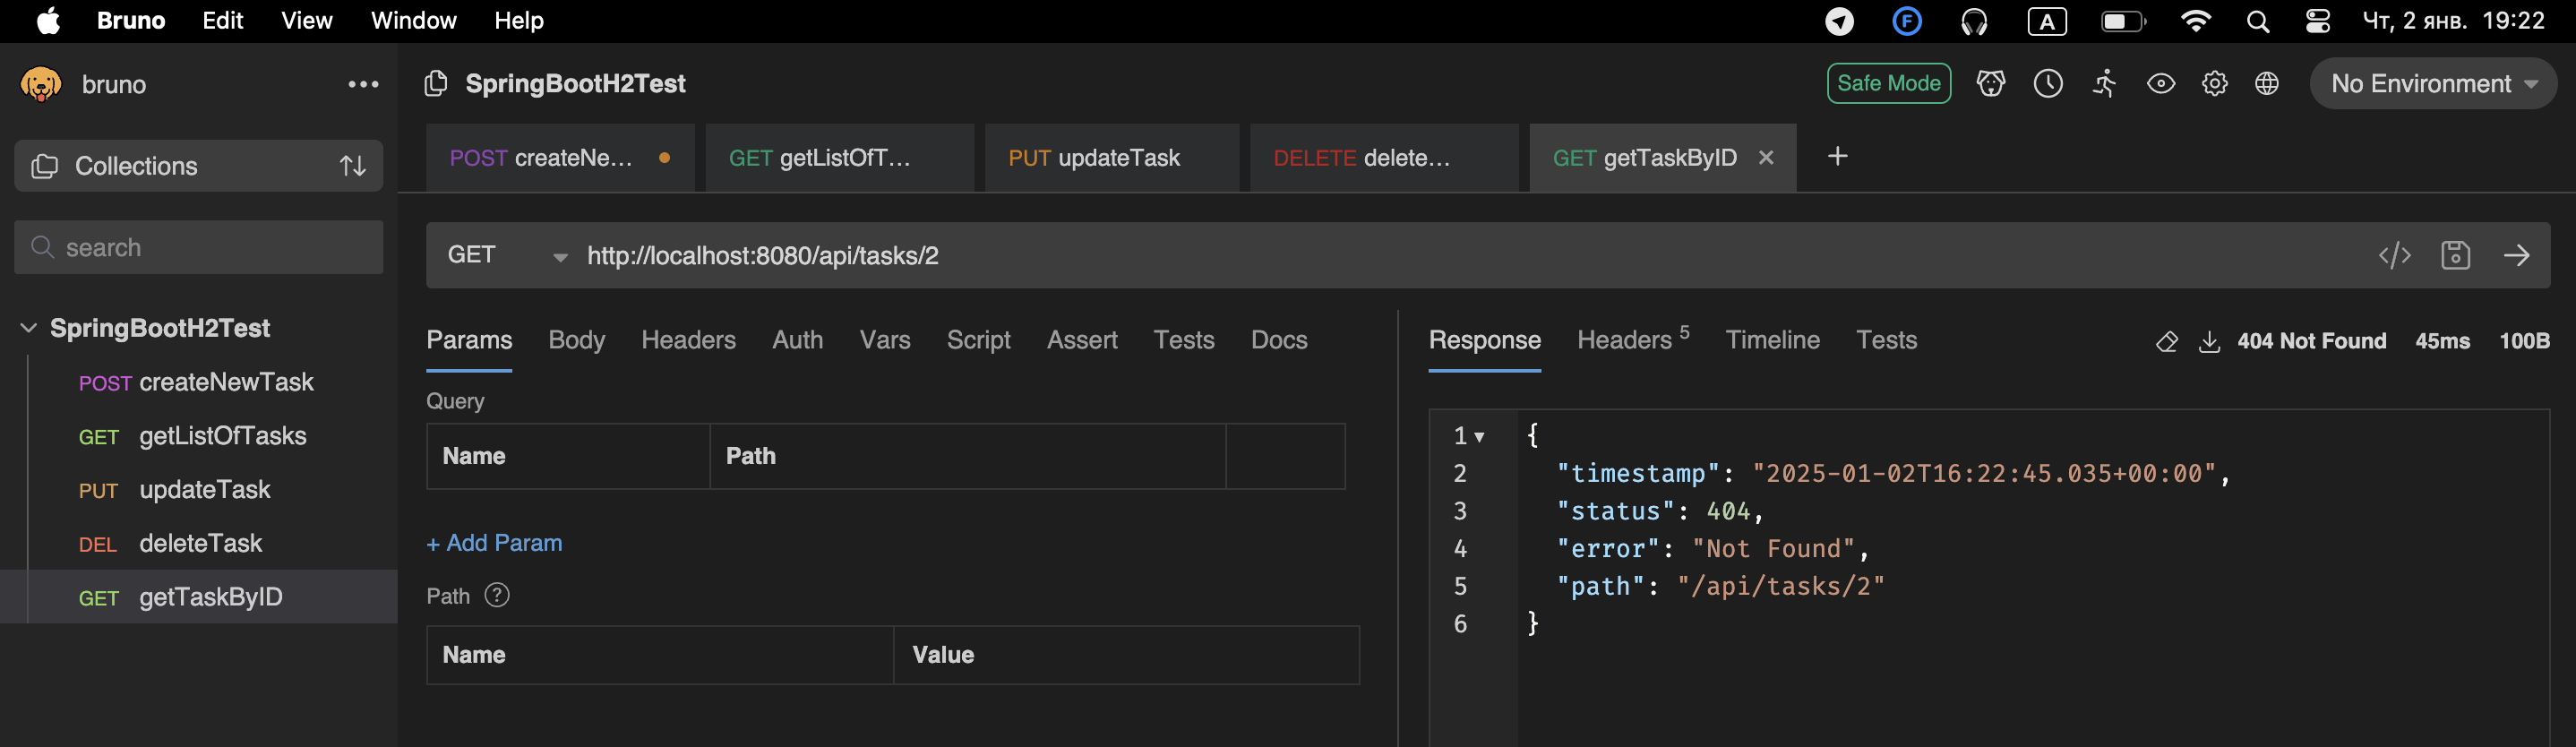 Bruno Edit View Window Help A Чт, 2 янв. 19:22
bruno
Collections
search
SpringBootH2Test
POST createNewTask
GET getListOfTasks
PUT updateTask
DEL deleteTask
GET getTaskByID
SpringBootH2Test Safe Mode No Environment
POST createNe... GET getListOfT... PUT updateTask DELETE delete... GET getTaskByID
GET http://localhost:8080/api/tasks/2
Params Body Headers Auth Vars Script Assert Tests Docs
Query
Name Path
+ Add Param
Path ?
Name Value
Response Headers 5 Timeline Tests 404 Not Found 45ms 100B
1 {
2 "timestamp": "2025-01-02T16:22:45.035+00:00",
3 "status": 404,
4 "error": "Not Found",
5 "path": "/api/tasks/2"
6 }